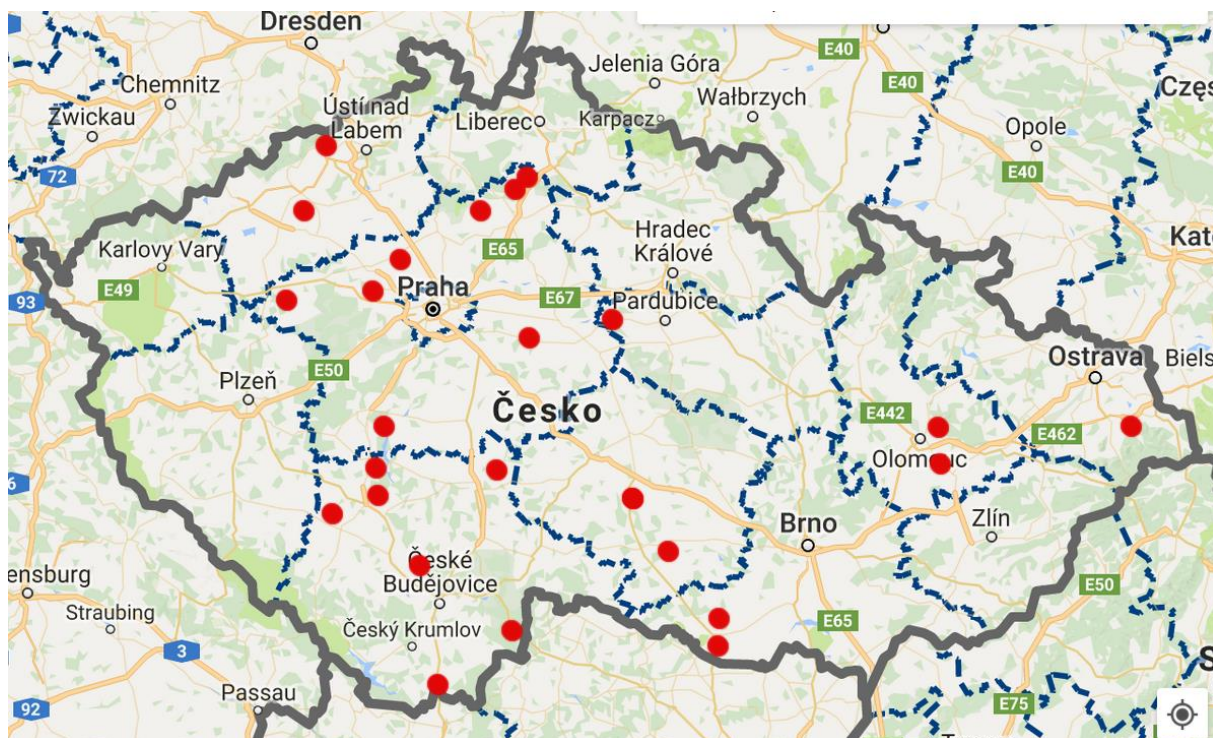 Dresden
E40
Jelenia Góra
E40
Chemnitz
Częs
Wałbrzych
Ústí nad
Labem
Zwickau
Liberec
Karpacz
Opole
72
E40
Hradec
Králové
Karlovy Vary
E65
Kat
E49
Praha
E67
93
Pardubice
Ostrava
Biels
E50
Plzeň
Česko
E442
E462
Olomouc
6
Brno
Zlín
České
Budějovice
ensburg
E50
Straubing
Český Krumlov
E65
3
S
Passau
92
E75